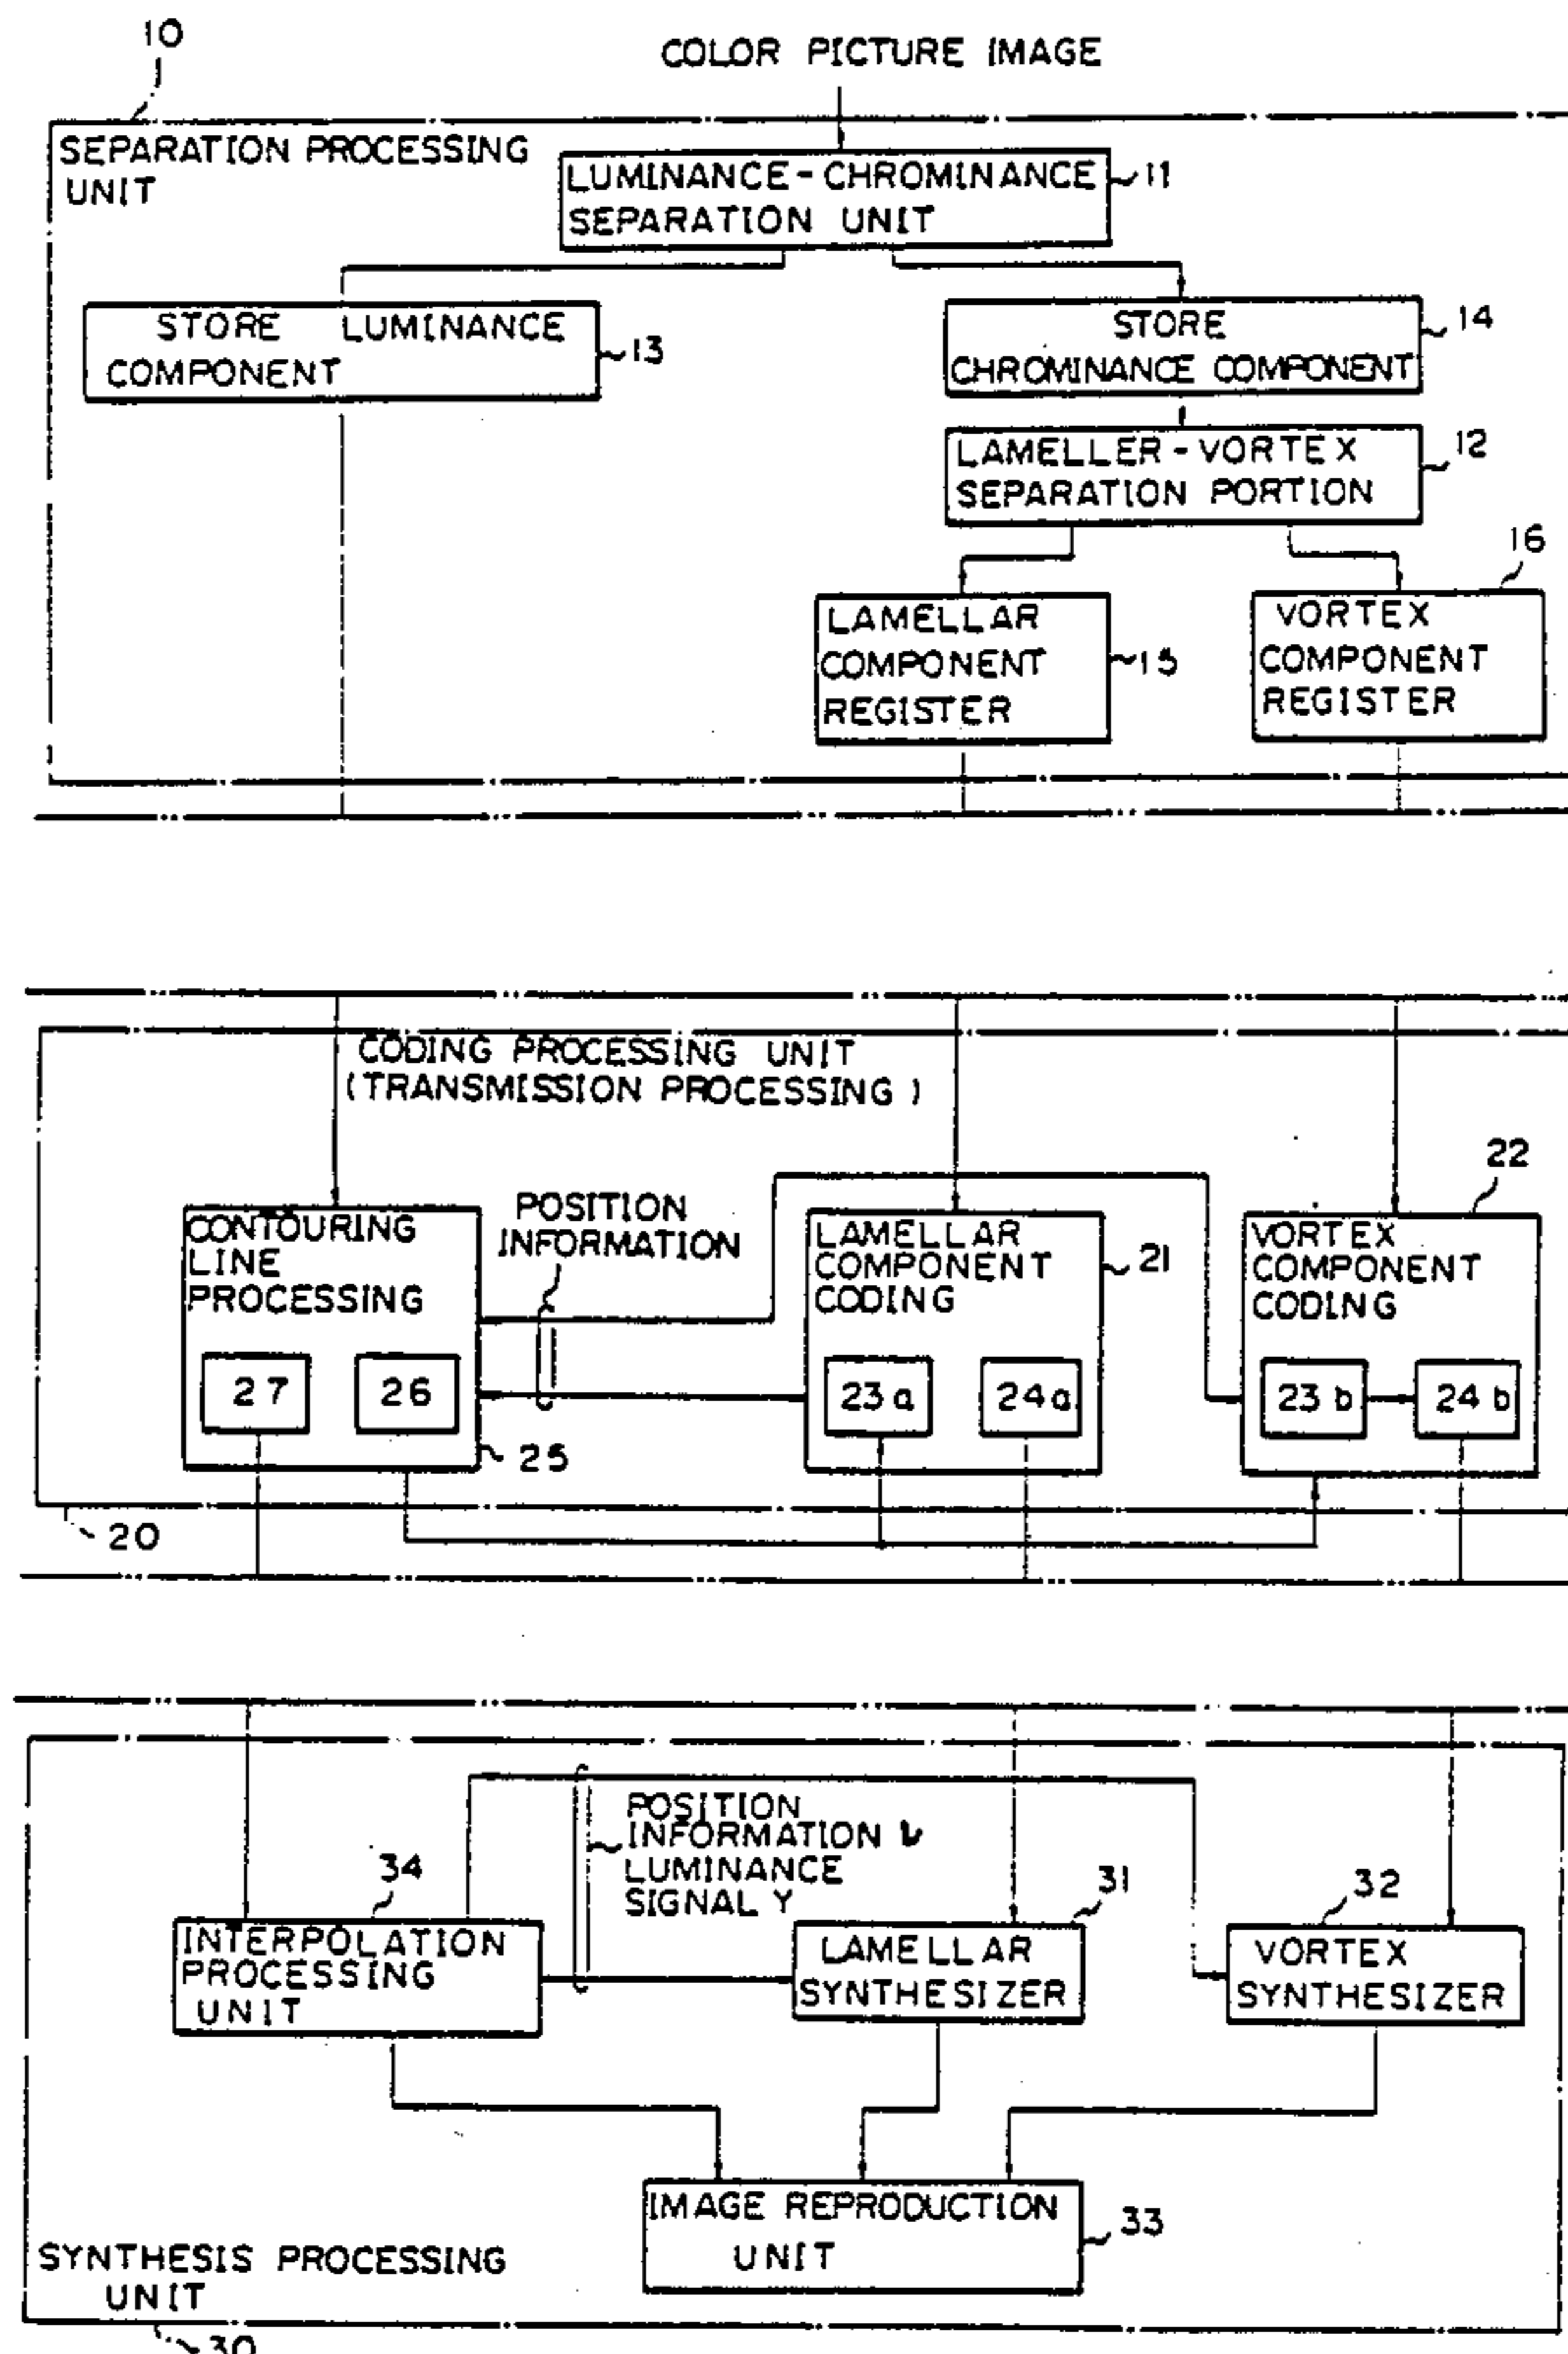 10
COLOR PICTURE IMAGE
SEPARATION PROCESSING
UNIT
LUMINANCE-CHROMINANCE
SEPARATION UNIT
11
STORE LUMINANCE
COMPONENT
13
STORE
CHROMINANCE COMPONENT
14
LAMELLER-VORTEX
SEPARATION PORTION
12
16
LAMELLAR
COMPONENT
REGISTER
15
VORTEX
COMPONENT
REGISTER
CODING PROCESSING UNIT
(TRANSMISSION PROCESSING)
22
CONTOURING
LINE
PROCESSING
27
26
25
POSITION
INFORMATION
LAMELLAR
COMPONENT
CODING
21
23a
24a
VORTEX
COMPONENT
CODING
23b
24b
20
POSITION
INFORMATION &
LUMINANCE
SIGNAL Y
34
31
32
INTERPOLATION
PROCESSING
UNIT
LAMELLAR
SYNTHESIZER
VORTEX
SYNTHESIZER
IMAGE REPRODUCTION
UNIT
33
SYNTHESIS PROCESSING
UNIT
30